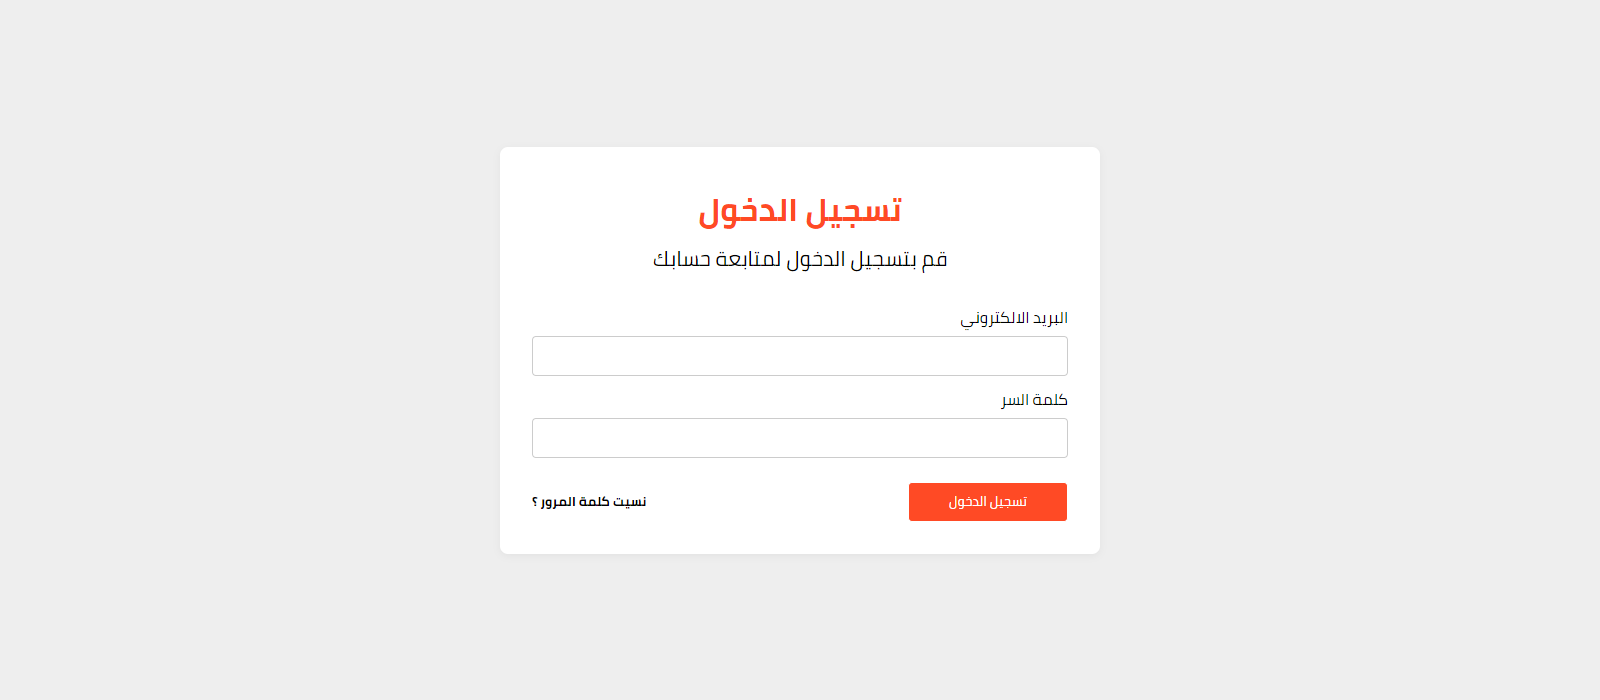 تسجيل الدخول
قم بتسجيل الدخول لمتابعة حسابك
البريد الالكتروني
كلمة السر
تسجيل الدخول
نسيت كلمة المرور ؟